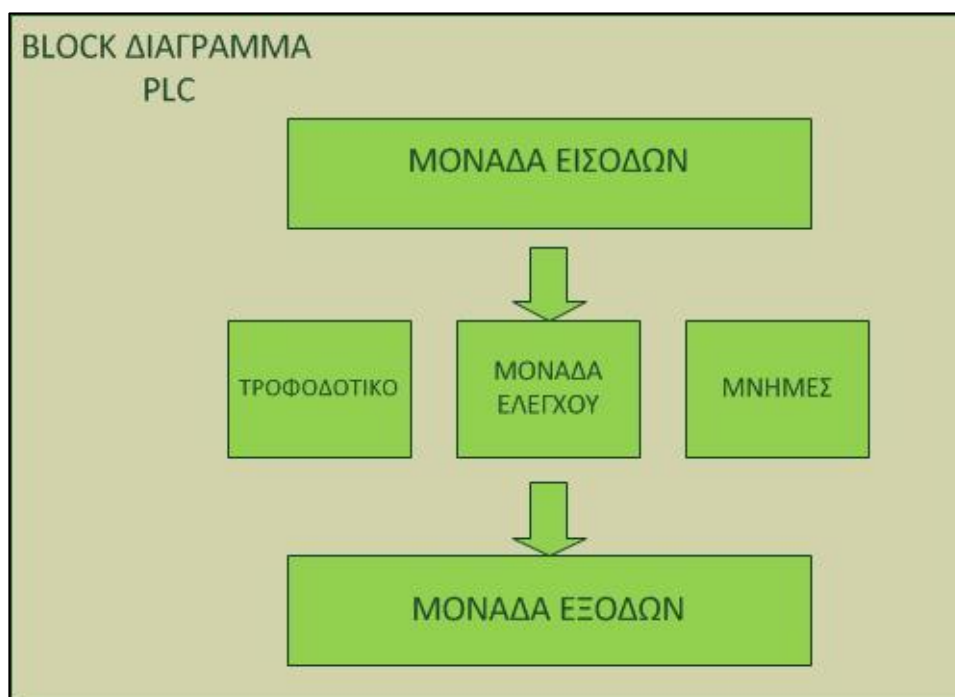 BLOCK ΔΙΑΓΡΑΜΜΑ
PLC
ΜΟΝΑΔΑ ΕΙΣΟΔΩΝ
ΤΡΟΦΟΔΟΤΙΚΟ
ΜΟΝΑΔΑ
ΕΛΕΓΧΟΥ
ΜΝΗΜΕΣ
ΜΟΝΑΔΑ ΕΞΟΔΩΝ